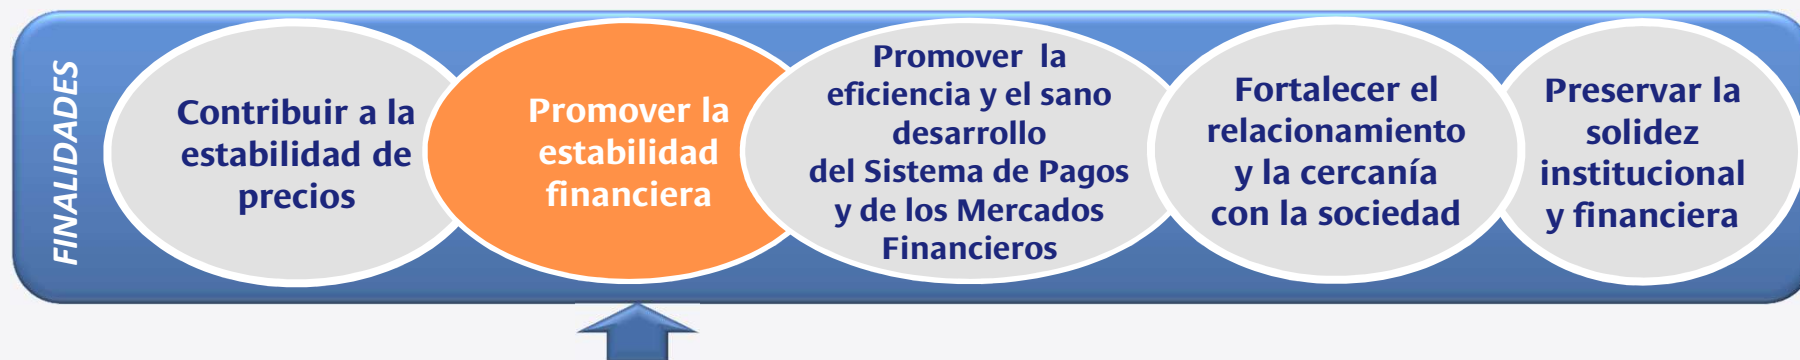 FINALIDADES
Contribuir a la
estabilidad de
precios
Promover la
estabilidad
financiera
Promover la
eficiencia y el sano
desarrollo
del Sistema de Pagos
y de los Mercados
Financieros
Fortalecer el
relacionamiento
y la cercanía
con la sociedad
Preservar la
solidez
institucional
y financiera